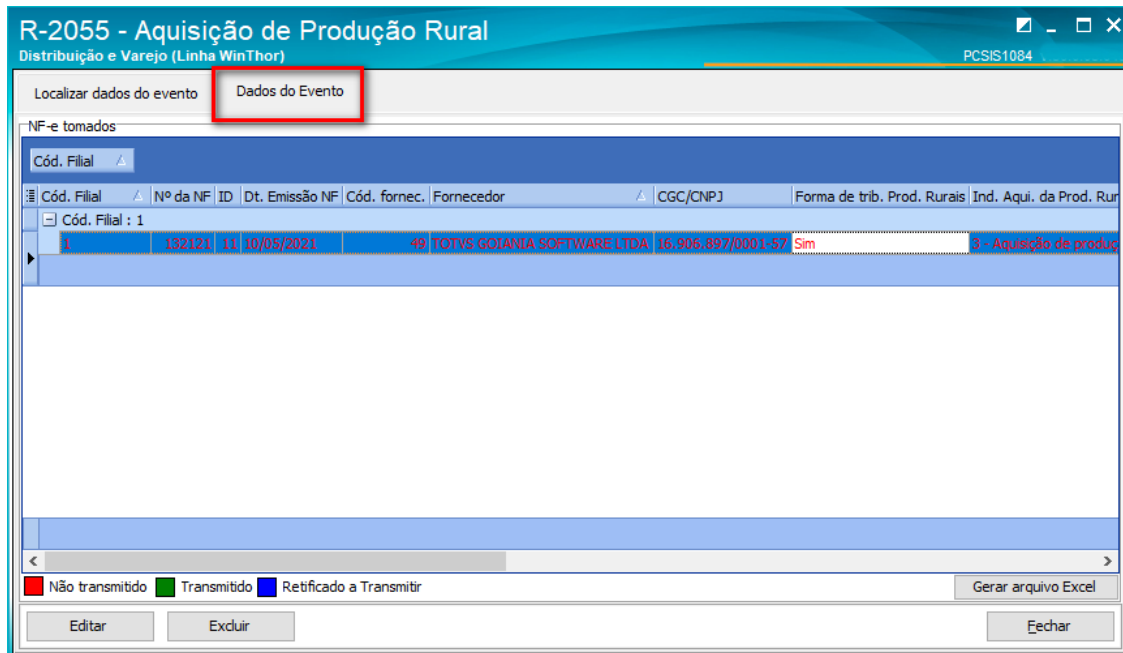 R-2055 - Aquisição de Produção Rural
Distribuição e Varejo (Linha WinThor)
PCSIS1084
Localizar dados do evento
Dados do Evento
NF-e tomados
Cód. Filial
Cód. Filial Nº da NF ID Dt. Emissão NF Cód. fornec. Fornecedor CGC/CNPJ Forma de trib. Prod. Rurais Ind. Aqui. da Prod. Rur
Cód. Filial : 1
1 132121 11 10/05/2021 49 TOTVS GOIANIA SOFTWARE LTDA 16.906.897/0001-57 Sim 3 - Aquisição de produç
Não transmitido Transmitido Retificado a Transmitir
Gerar arquivo Excel
Editar Excluir Fechar